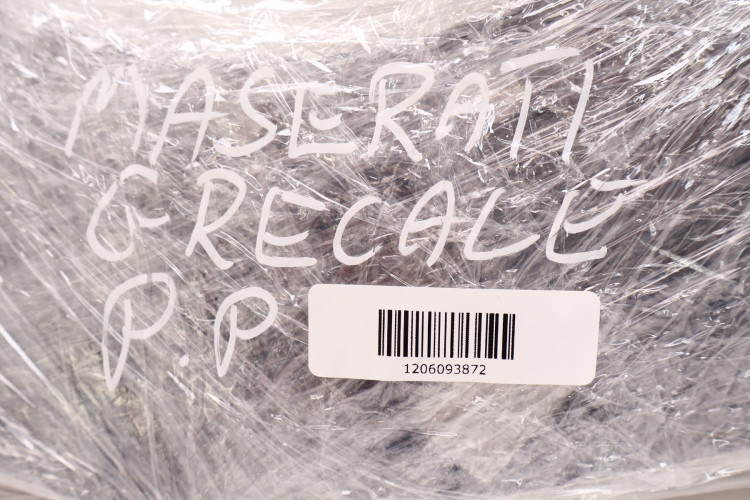 MASERATI
GRECALE
P.P
1206093872